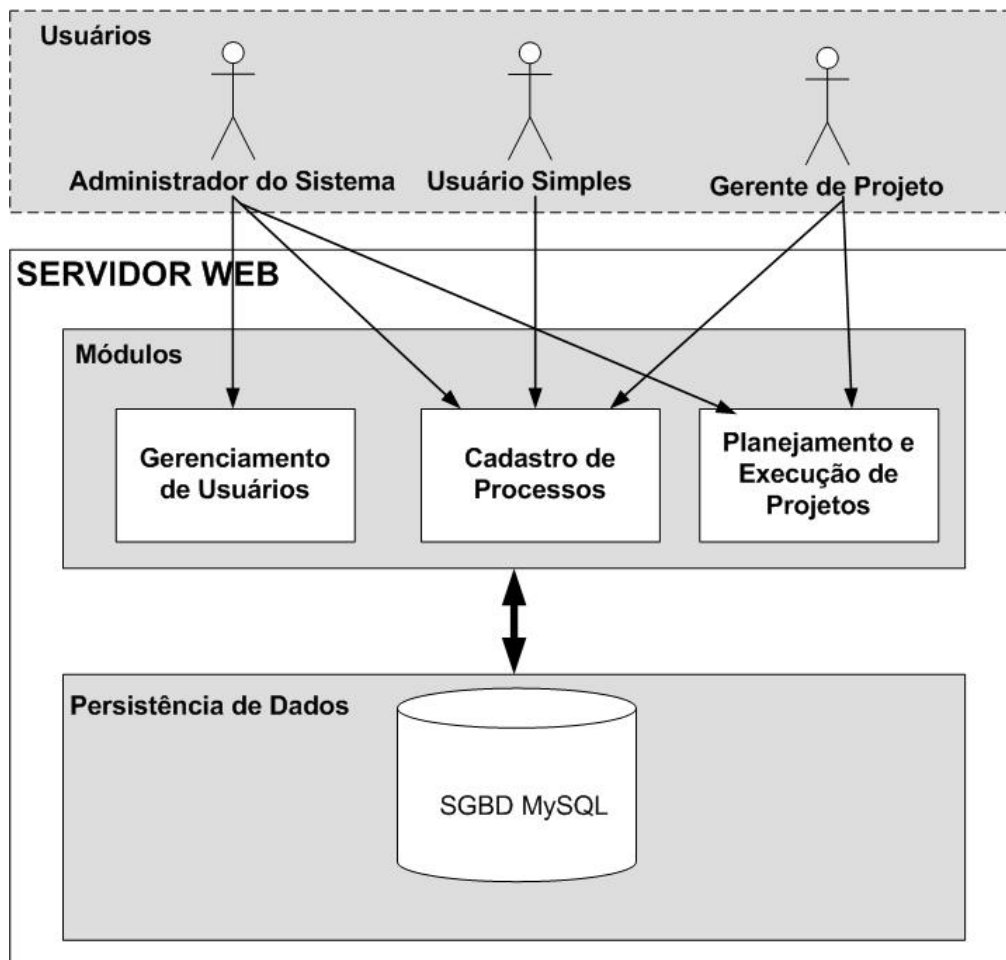 Usuários
Administrador do Sistema
Usuário Simples
Gerente de Projeto
SERVIDOR WEB
Módulos
Gerenciamento
de Usuários
Cadastro de
Processos
Planejamento e
Execução de
Projetos
Persistência de Dados
SGBD MySQL